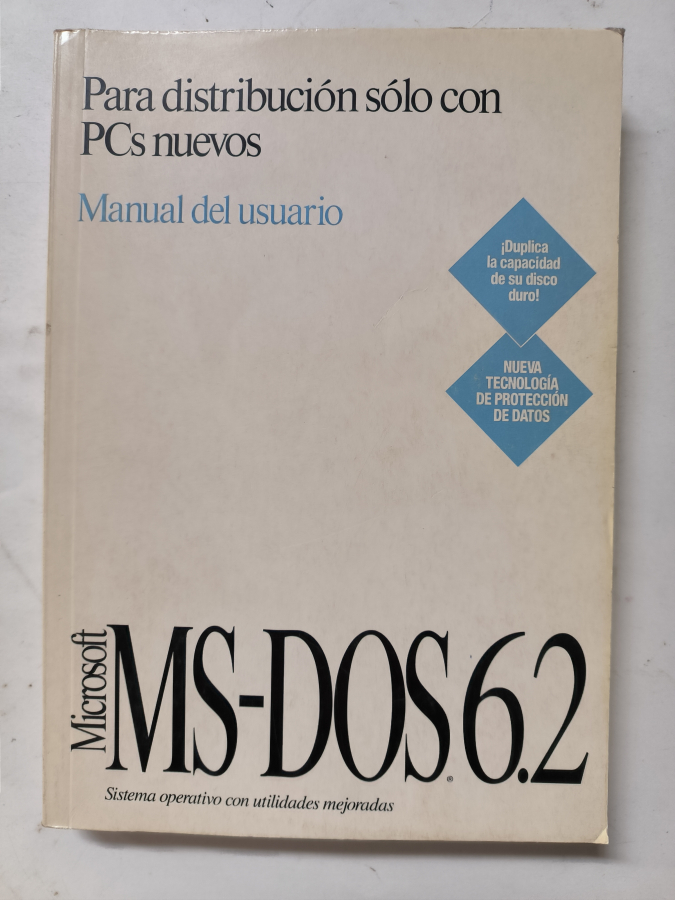 Para distribución sólo con
PCs nuevos
Manual del usuario
¡Duplica
la capacidad
de su disco
duro!
NUEVA
TECNOLOGÍA
DE PROTECCIÓN
DE DATOS
Microsoft
MS-DOS® 6.2
Sistema operativo con utilidades mejoradas